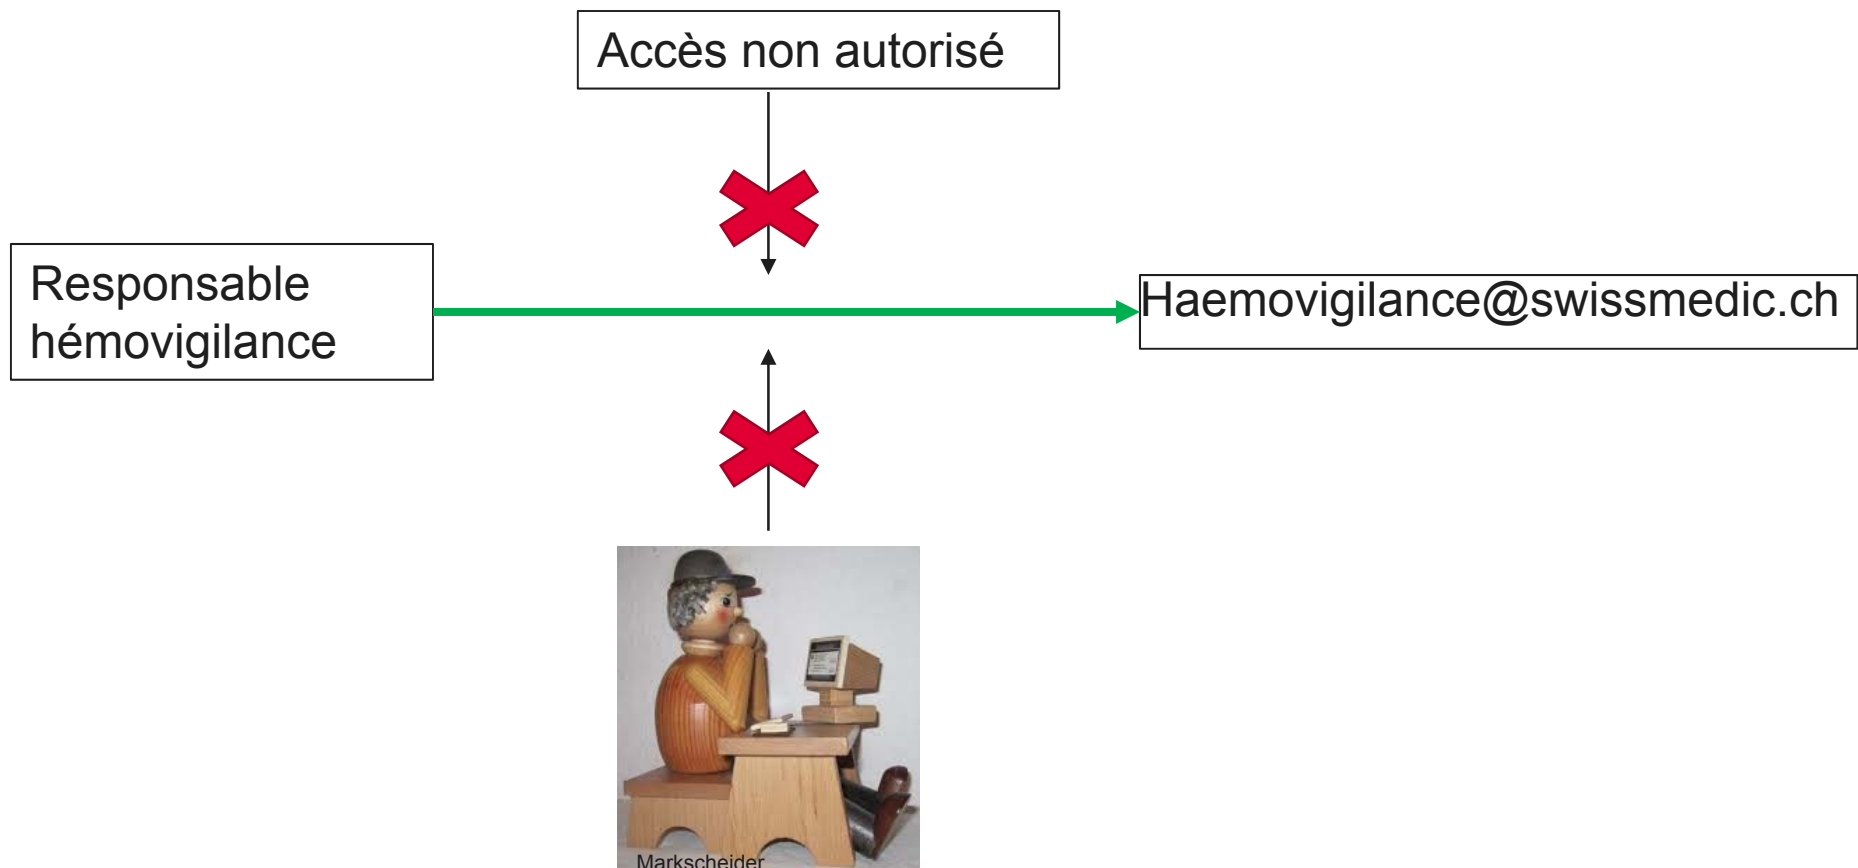 Accès non autorisé
Responsable
hémovigilance
Haemovigilance@swissmedic.ch
Markscheider